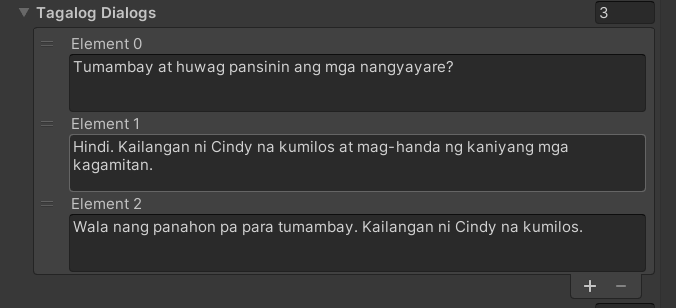 Tagalog Dialogs
3
Element 0
Tumambay at huwag pansinin ang mga nangyayare?
Element 1
Hindi. Kailangan ni Cindy na kumilos at mag-handa ng kaniyang mga
kagamitan.
Element 2
Wala nang panahon pa para tumambay. Kailangan ni Cindy na kumilos.